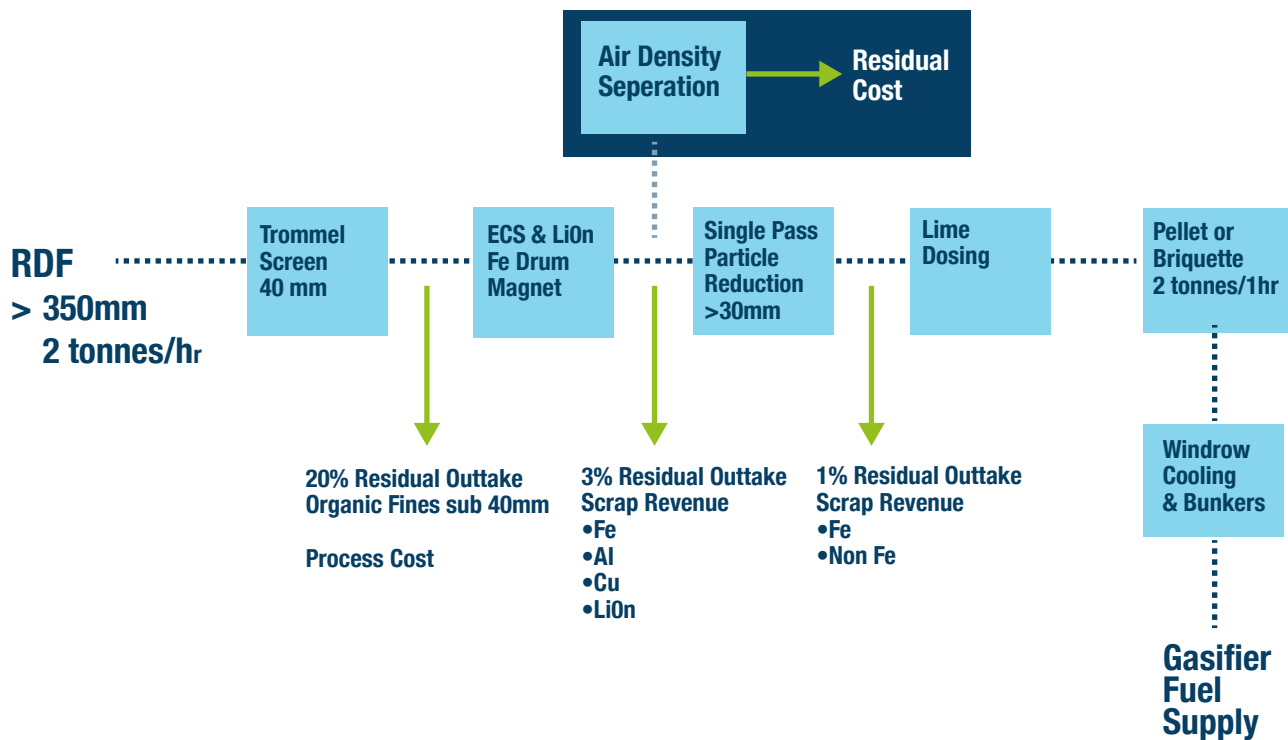 Air Density
Seperation
Residual
Cost
RDF
> 350mm
2 tonnes/hr
Trommel
Screen
40 mm
ECS & Li0n
Fe Drum
Magnet
Single Pass
Particle
Reduction
>30mm
Lime
Dosing
Pellet or
Briquette
2 tonnes/1hr
20% Residual Outtake
Organic Fines sub 40mm
Process Cost
3% Residual Outtake
Scrap Revenue
•Fe
•Al
•Cu
•Li0n
1% Residual Outtake
Scrap Revenue
•Fe
•Non Fe
Windrow
Cooling
& Bunkers
Gasifier
Fuel
Supply